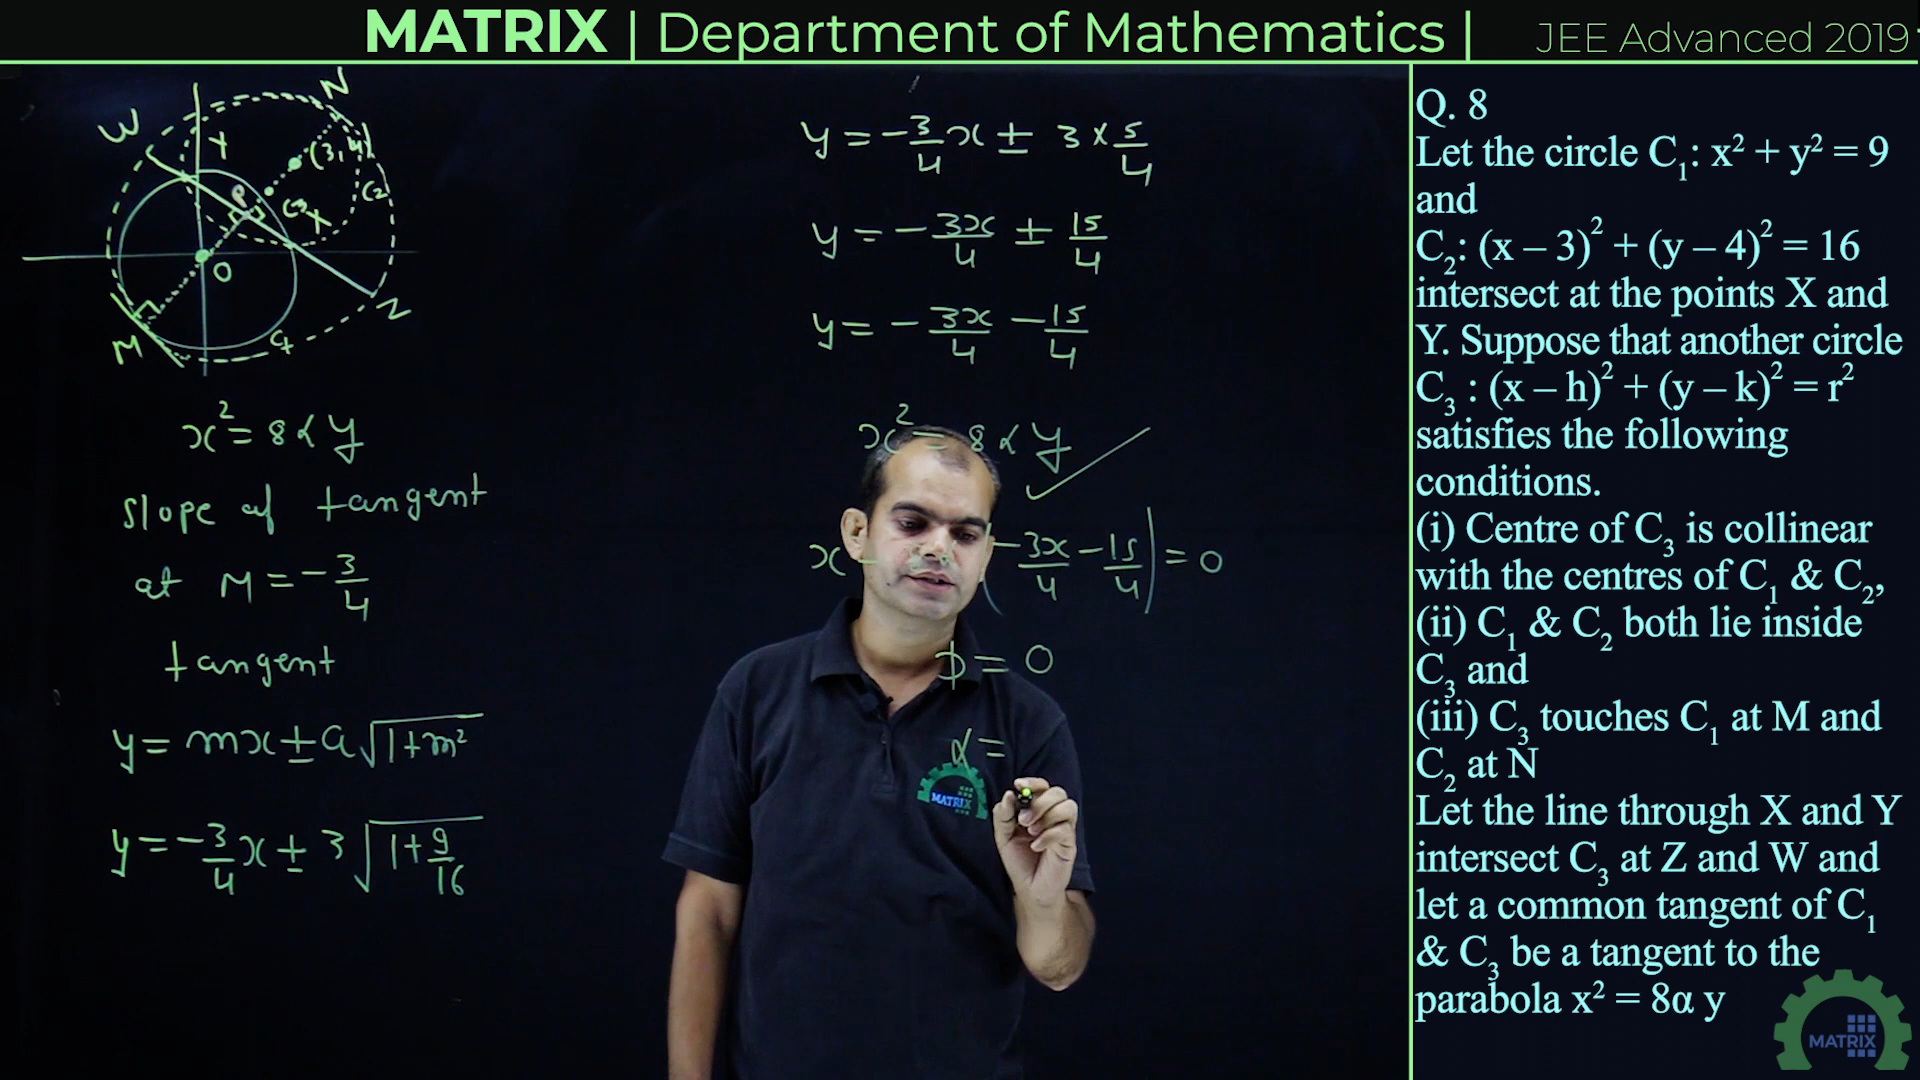 MATRIX | Department of Mathematics |
JEE Advanced 2019
W
N
Y
(3, 4)
P
C3
C2
X
O
Z
M
C1
x² = 8αy
slope of tangent
at M = -3/4
tangent
y = mx ± a√(1+m²)
y = -3/4 x ± 3√(1+9/16)
y = -3/4 x ± 3 × 5/4
y = -3x/4 ± 15/4
y = -3x/4 - 15/4
x² = 8αy
(-3x/4 - 15/4) = 0
D = 0
α =
MATRIX
Q. 8
Let the circle C₁: x² + y² = 9
and
C₂: (x – 3)² + (y – 4)² = 16
intersect at the points X and
Y. Suppose that another circle
C₃ : (x – h)² + (y – k)² = r²
satisfies the following
conditions.
(i) Centre of C₃ is collinear
with the centres of C₁ & C₂,
(ii) C₁ & C₂ both lie inside
C₃ and
(iii) C₃ touches C₁ at M and
C₂ at N
Let the line through X and Y
intersect C₃ at Z and W and
let a common tangent of C₁
& C₃ be a tangent to the
parabola x² = 8α y
MATRIX